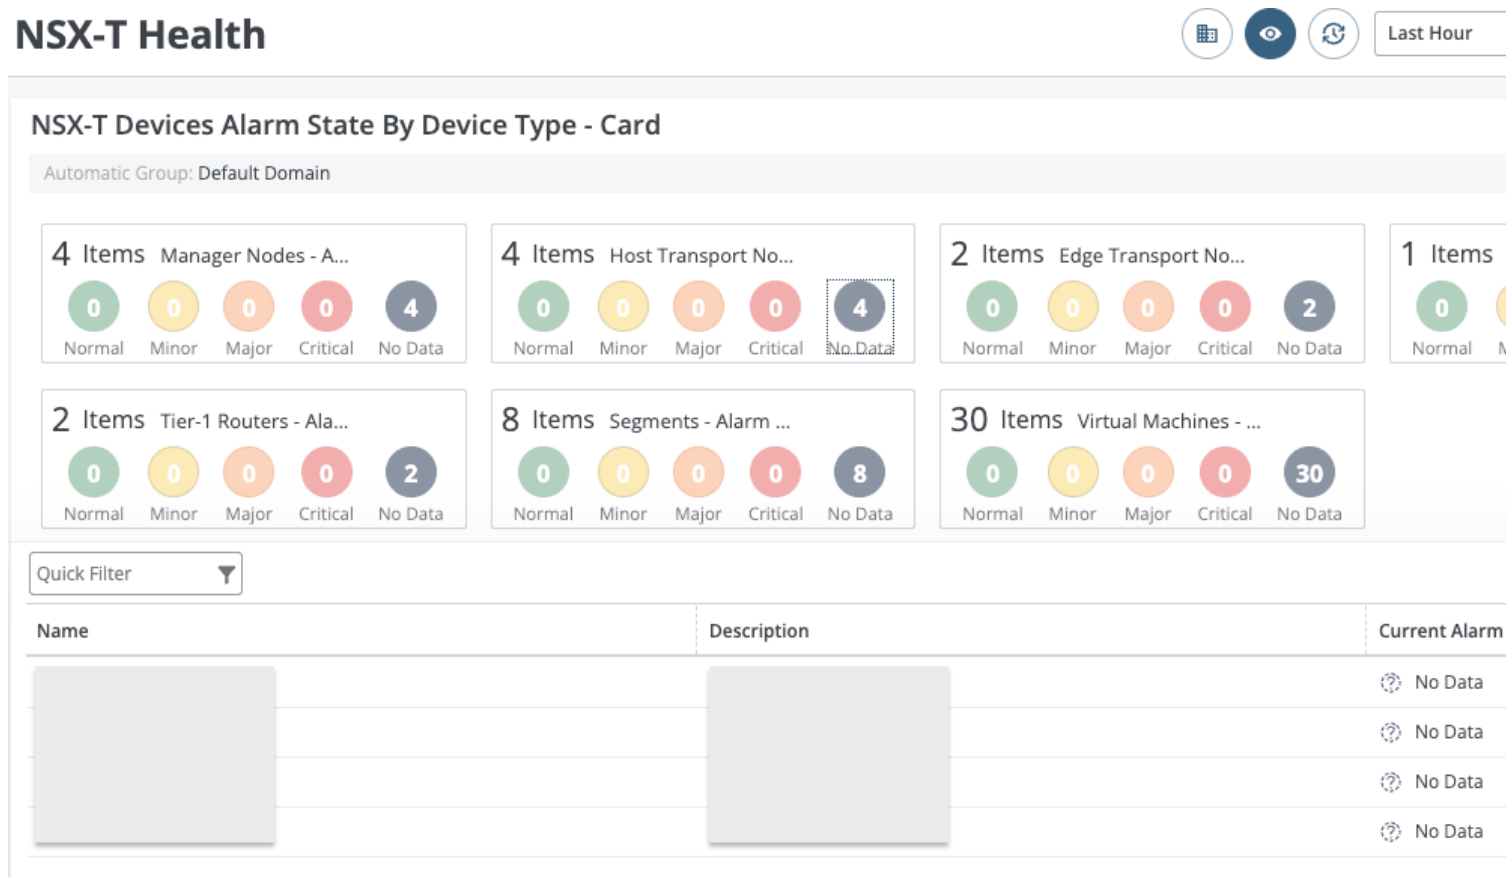 NSX-T Health
Last Hour
NSX-T Devices Alarm State By Device Type - Card
Automatic Group: Default Domain
4 Items Manager Nodes - A...
0 0 0 0 4
Normal Minor Major Critical No Data
4 Items Host Transport No...
0 0 0 0 4
Normal Minor Major Critical No Data
2 Items Edge Transport No...
0 0 0 0 2
Normal Minor Major Critical No Data
1 Items
0
Normal
2 Items Tier-1 Routers - Ala...
0 0 0 0 2
Normal Minor Major Critical No Data
8 Items Segments - Alarm ...
0 0 0 0 8
Normal Minor Major Critical No Data
30 Items Virtual Machines - ...
0 0 0 0 30
Normal Minor Major Critical No Data
Quick Filter
Name Description Current Alarm
No Data
No Data
No Data
No Data